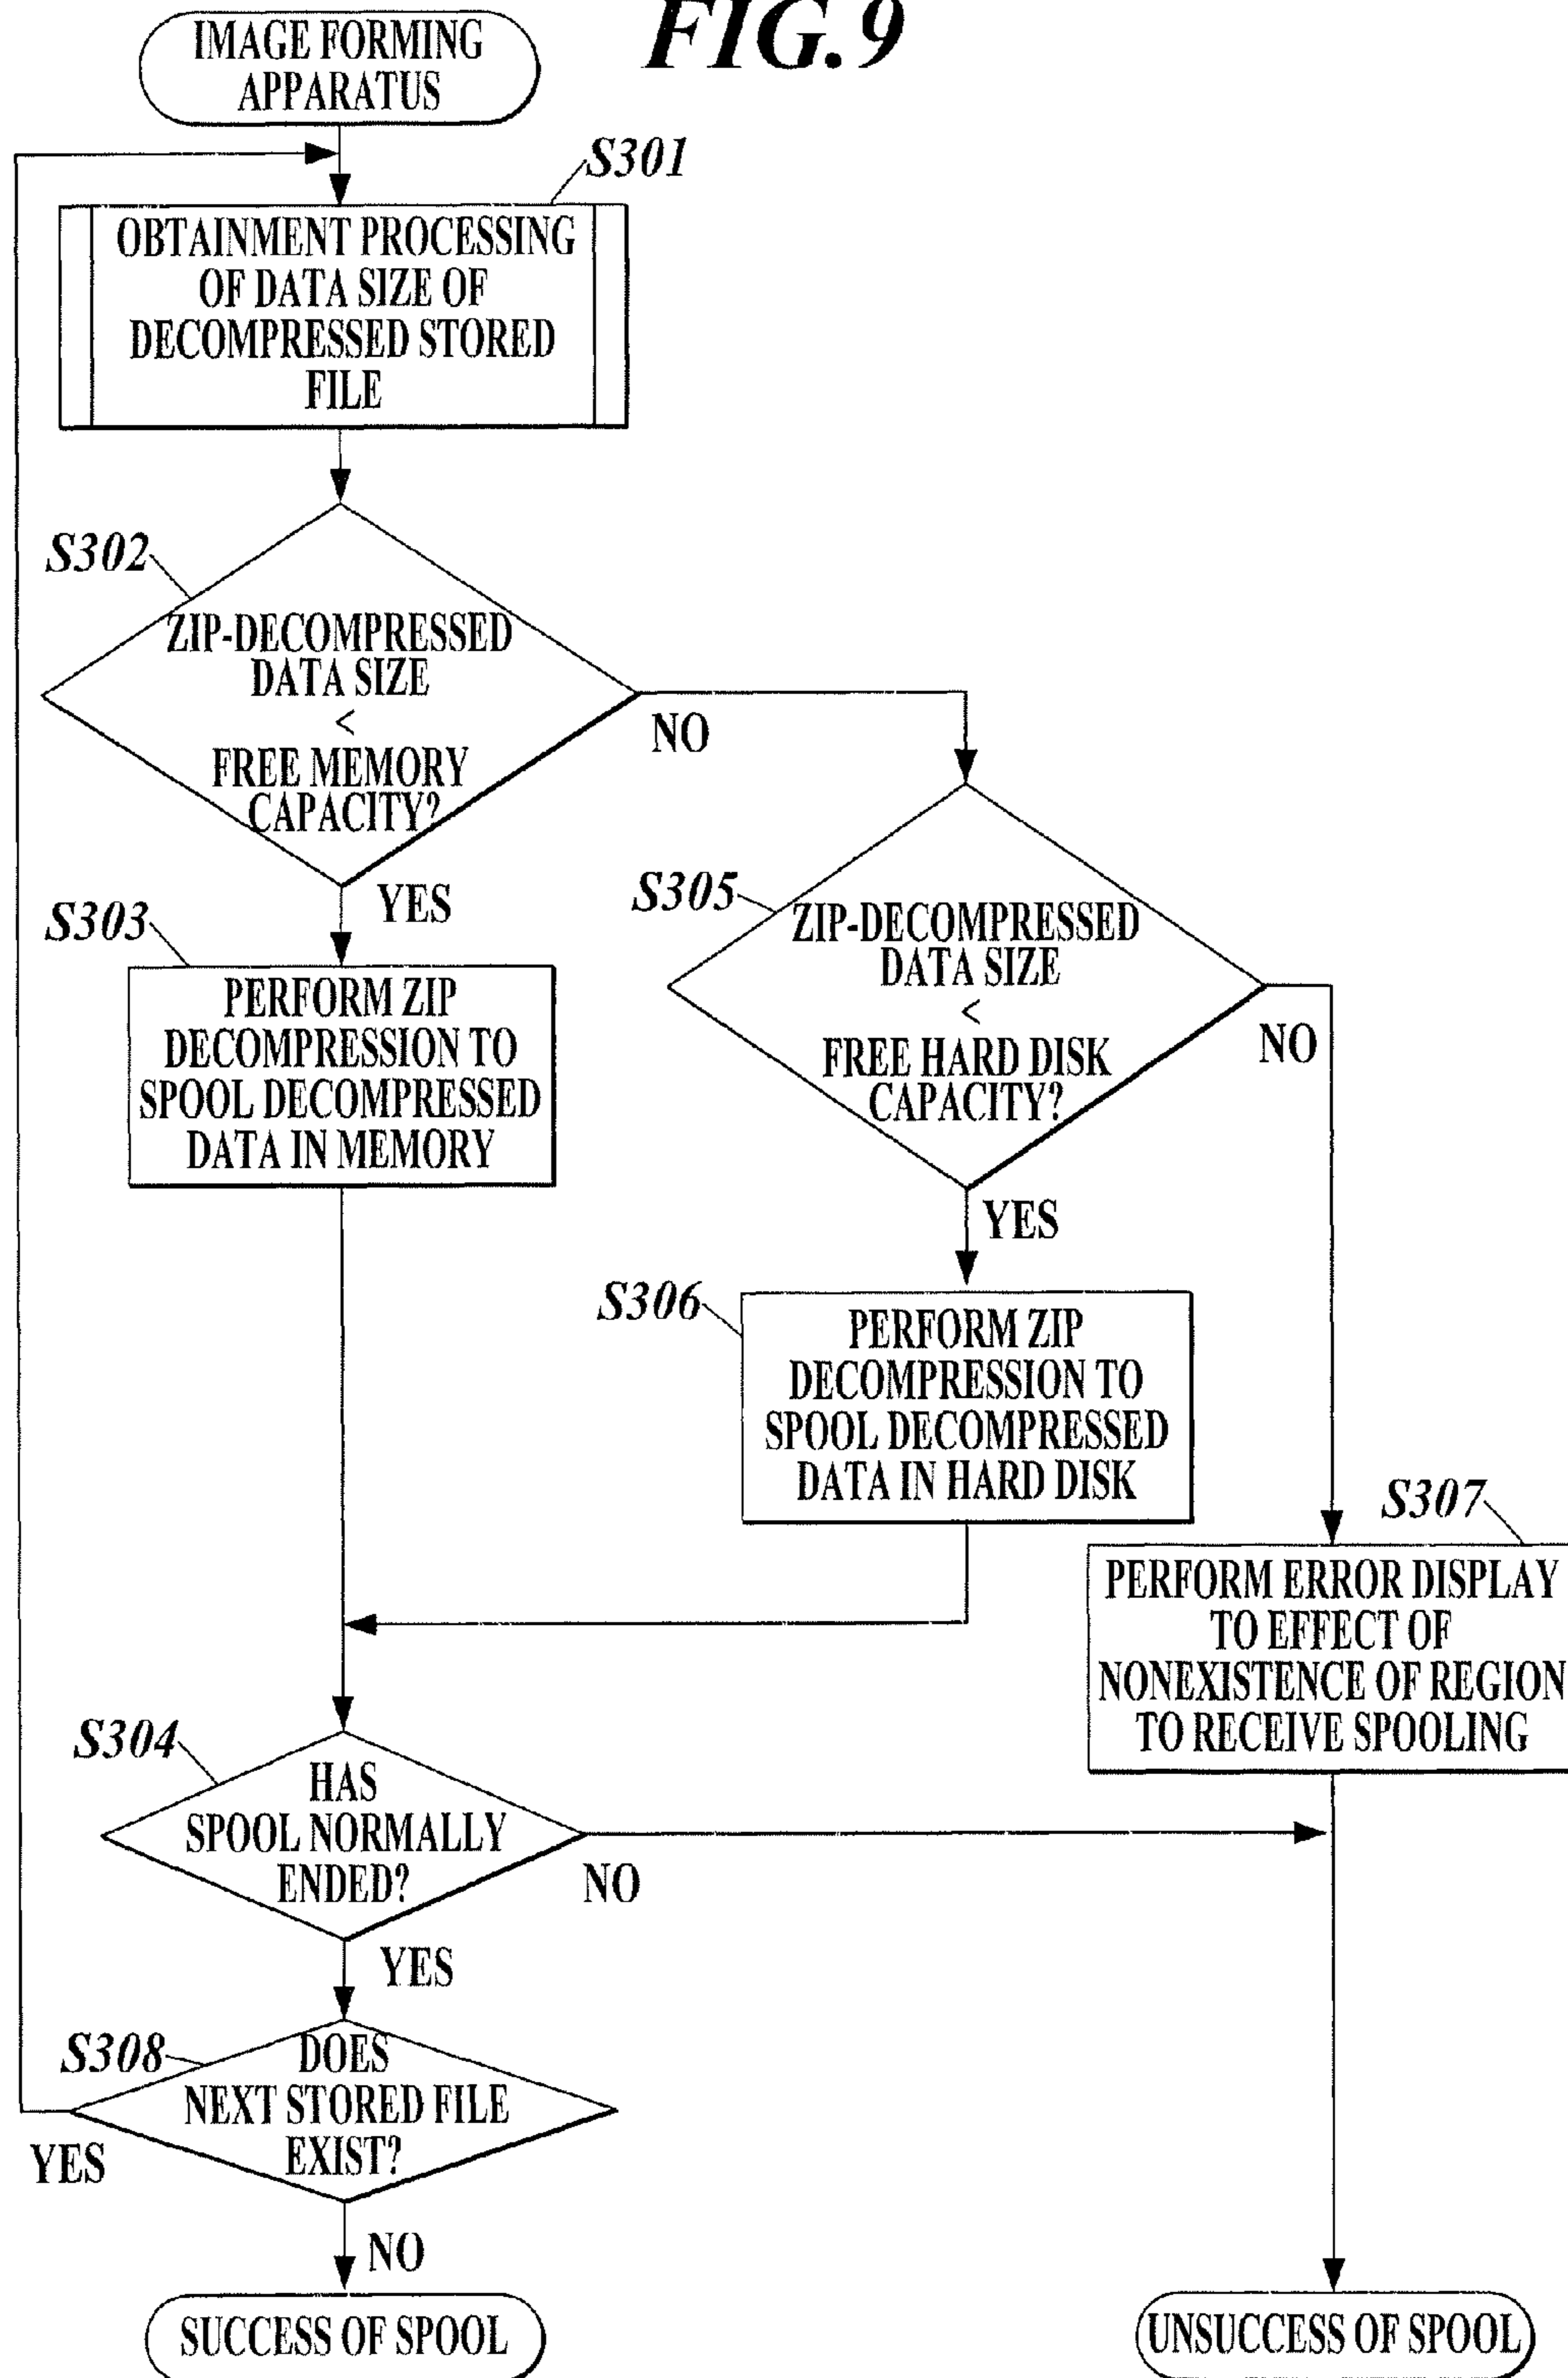 FIG.9
IMAGE FORMING
APPARATUS
S301
OBTAINMENT PROCESSING
OF DATA SIZE OF
DECOMPRESSED STORED
FILE
S302
ZIP-DECOMPRESSED
DATA SIZE
<
FREE MEMORY
CAPACITY?
NO
YES
S303
PERFORM ZIP
DECOMPRESSION TO
SPOOL DECOMPRESSED
DATA IN MEMORY
S305
ZIP-DECOMPRESSED
DATA SIZE
<
FREE HARD DISK
CAPACITY?
NO
YES
S306
PERFORM ZIP
DECOMPRESSION TO
SPOOL DECOMPRESSED
DATA IN HARD DISK
S307
PERFORM ERROR DISPLAY
TO EFFECT OF
NONEXISTENCE OF REGION
TO RECEIVE SPOOLING
S304
HAS
SPOOL NORMALLY
ENDED?
NO
YES
S308
DOES
NEXT STORED FILE
EXIST?
YES
NO
SUCCESS OF SPOOL
UNSUCCESS OF SPOOL